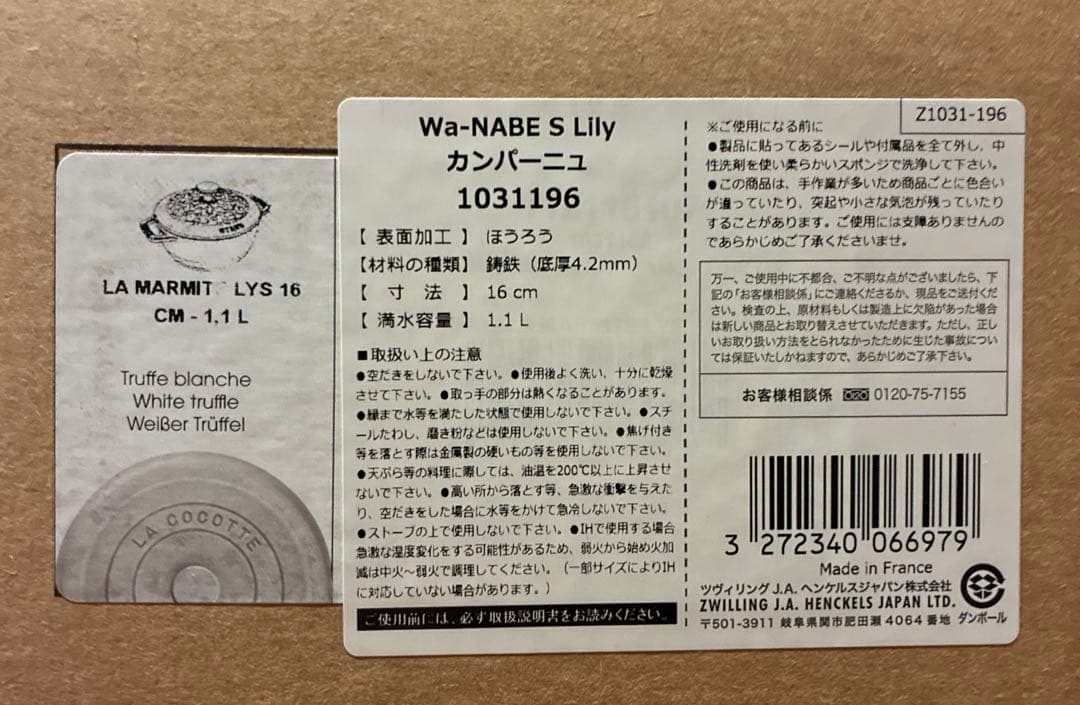 LA MARMIT LYS 16
CM - 1,1 L
Truffe blanche
White truffle
Weißer Trüffel
LA COCOTTE
Wa-NABE S Lily
カンパーニュ
1031196
【 表面加工 】 ほうろう
【材料の種類】 鋳鉄（底厚4.2mm）
【 寸 法 】 16 cm
【 満水容量 】 1.1 L
■取扱い上の注意
●空だきをしないで下さい。●使用後よく洗い、十分に乾燥
させて下さい。●取っ手の部分は熱くなることがあります。
●縁まで水等を満たした状態で使用しないで下さい。●スチ
ールたわし、磨き粉などは使用しないで下さい。●焦げ付き
等を落とす際は金属製の硬いもの等を使用しないで下さい。
●天ぷら等の料理に際しては、油温を200℃以上に上昇させ
ないで下さい。●高い所から落とす等、急激な衝撃を与えた
り、空だきをした場合に水等をかけて急冷しないで下さい。
●ストーブの上で使用しないで下さい。●IHで使用する場合
急激な温度変化をする可能性があるため、弱火から始め火加
減は中火～弱火で調理してください。（一部サイズによりIH
に対応していない場合があります。）
ご使用前には、必ず取扱説明書をお読みください。
Z1031-196
※ご使用になる前に
●製品に貼ってあるシールや付属品を全て外し、中
性洗剤を使い柔らかいスポンジで洗浄して下さい。
●この商品は、手作業が多いため商品ごとに色合い
が違っていたり、突起や小さな気泡が残っていたり
することがあります。ご使用には支障ありませんの
であらかじめご了承くださいませ。
万一、ご使用中に不都合、ご不明な点がございましたら、下
記の「お客様相談係」にご連絡くださるか、現品をご送付くだ
さい。検査の上、原材料もしくは製造上に欠陥があった場合
は新しい商品とお取り替えさせていただきます。ただし、正し
いお取り扱い方法をとられなかったために生じた事故につい
ては保証いたしかねますので、あらかじめご了承下さい。
お客様相談係 0120-75-7155
3 272340 066979
Made in France
ツヴィリング J.A. ヘンケルスジャパン株式会社
ZWILLING J.A. HENCKELS JAPAN LTD.
〒501-3911 岐阜県関市肥田瀬 4064 番地
ダンボール